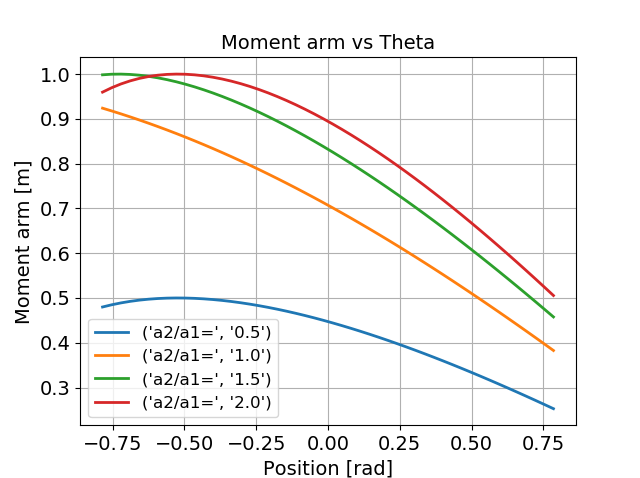 Moment arm vs Theta
1.0
0.9
0.8
0.7
0.6
0.5
0.4
0.3
Moment arm [m]
('a2/a1=', '0.5')
('a2/a1=', '1.0')
('a2/a1=', '1.5')
('a2/a1=', '2.0')
−0.75 −0.50 −0.25 0.00 0.25 0.50 0.75
Position [rad]